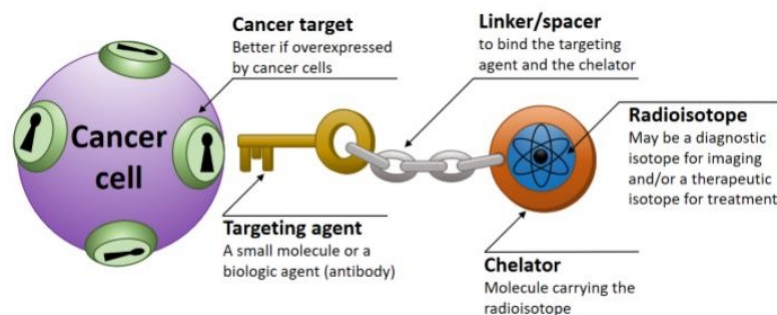 Cancer target
Better if overexpressed
by cancer cells
Linker/spacer
to bind the targeting
agent and the chelator
Cancer
cell
Radioisotope
May be a diagnostic
isotope for imaging
and/or a therapeutic
isotope for treatment
Targeting agent
A small molecule or a
biologic agent (antibody)
Chelator
Molecule carrying the
radioisotope